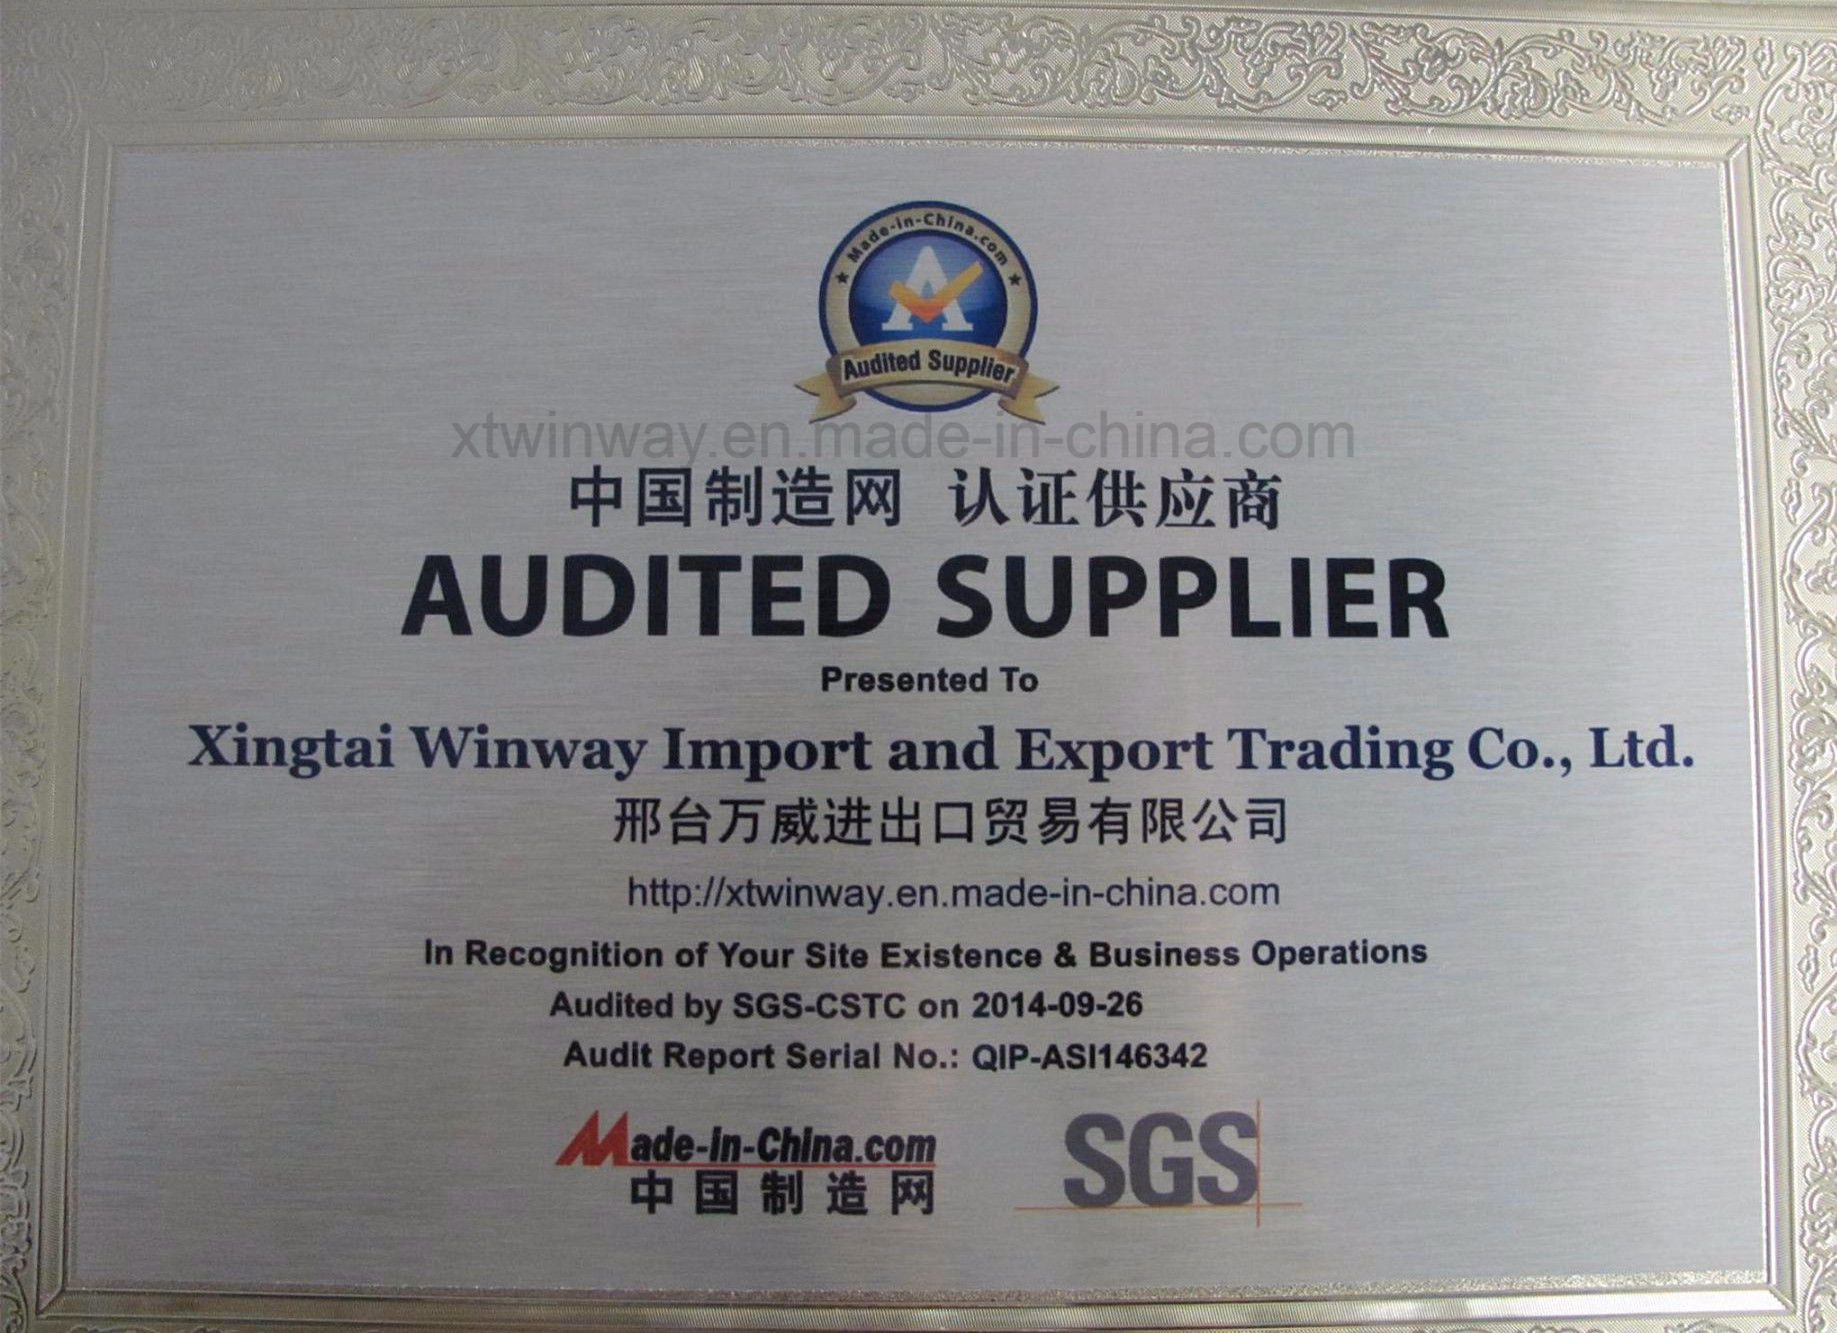 Made-in-China.com
Audited Supplier
xtwinway.en.made-in-china.com
中国制造网 认证供应商
AUDITED SUPPLIER
Presented To
Xingtai Winway Import and Export Trading Co., Ltd.
邢台万威进出口贸易有限公司
http://xtwinway.en.made-in-china.com
In Recognition of Your Site Existence & Business Operations
Audited by SGS-CSTC on 2014-09-26
Audit Report Serial No.: QIP-ASI146342
Made-in-China.com
中国制造网
SGS